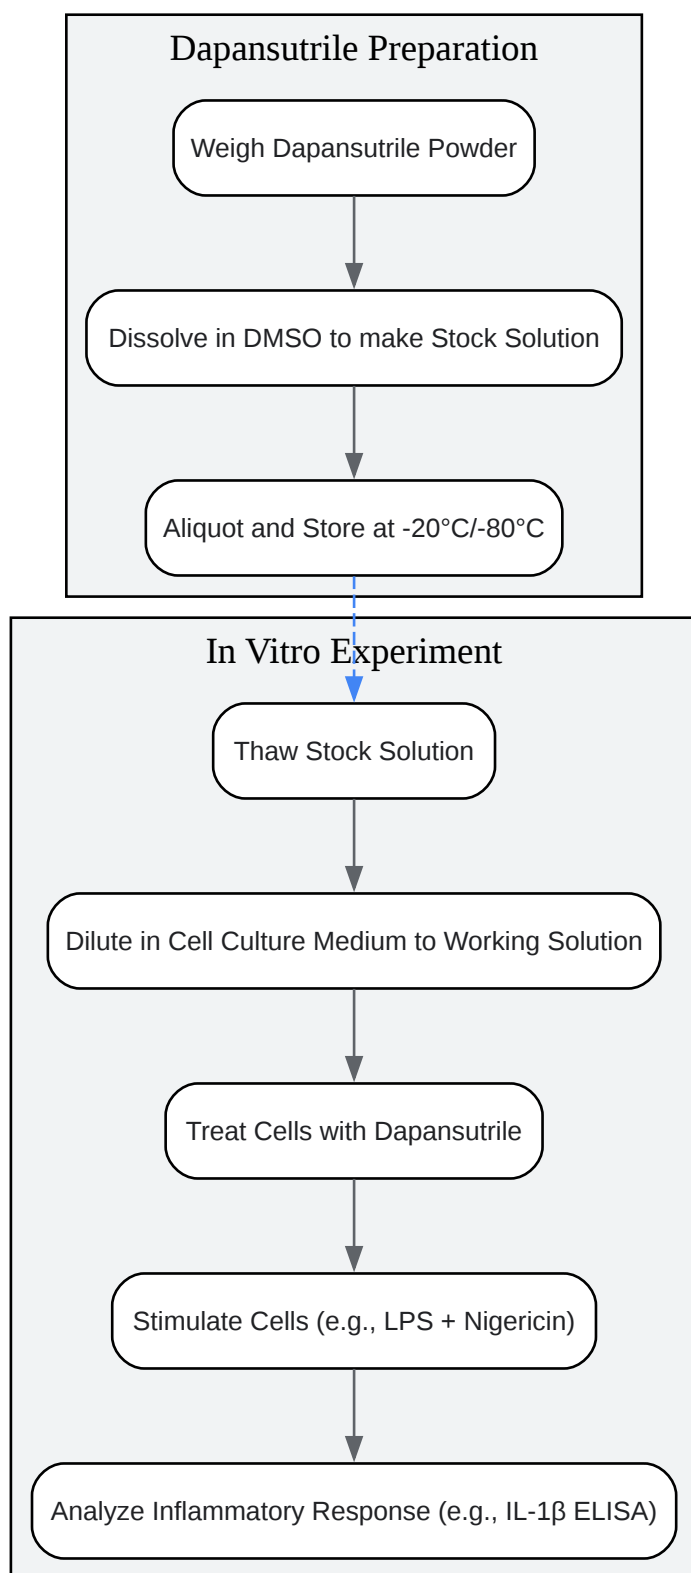 Dapansutrile Preparation
Weigh Dapansutrile Powder
Dissolve in DMSO to make Stock Solution
Aliquot and Store at -20°C/-80°C
In Vitro Experiment
Thaw Stock Solution
Dilute in Cell Culture Medium to Working Solution
Treat Cells with Dapansutrile
Stimulate Cells (e.g., LPS + Nigericin)
Analyze Inflammatory Response (e.g., IL-1β ELISA)